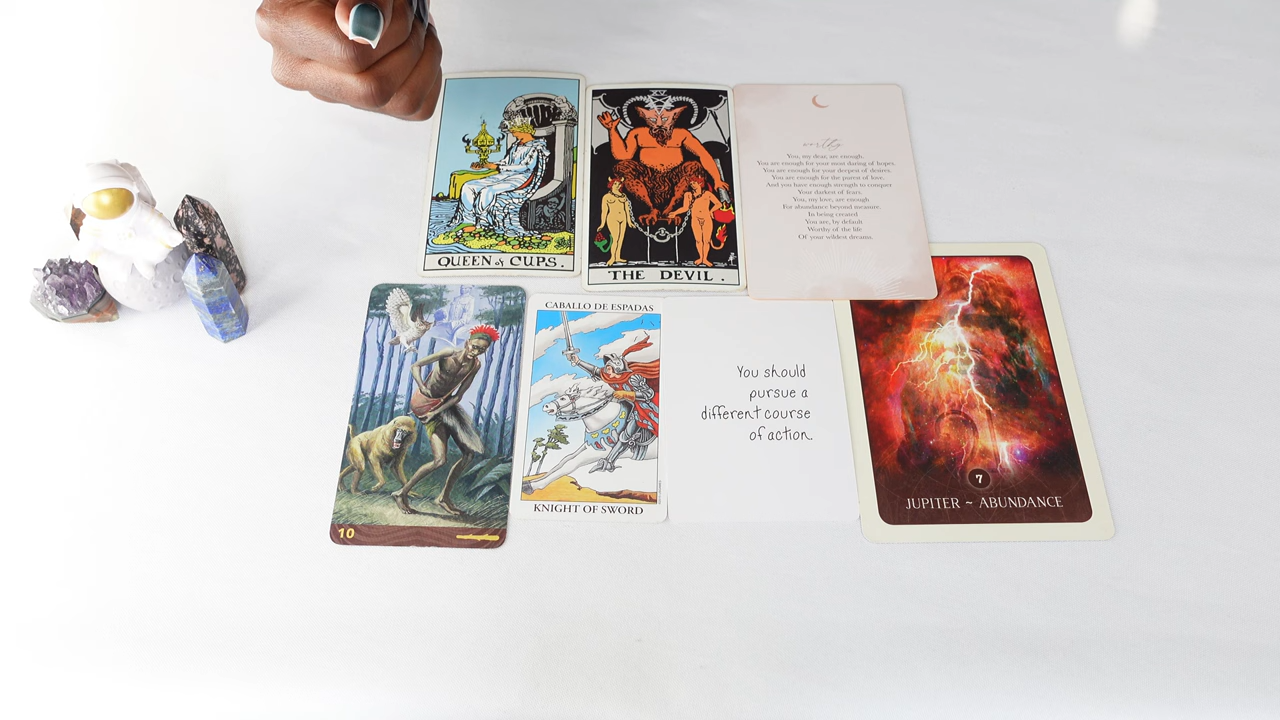 QUEEN of CUPS.
XV
THE DEVIL.
worthy
You, my dear, are enough.
You are enough for your most daring of hopes.
You are enough for your deepest of desires.
You are enough for the purest of love.
And you have enough strength to conquer
Your darkest of fears.
You, my love, are enough
For abundance beyond measure.
In being created
You are, by default
Worthy of the life
Of your wildest dreams.
10
CABALLO DE ESPADAS
KNIGHT OF SWORD
You should
pursue a
different course
of action.
7
JUPITER ~ ABUNDANCE